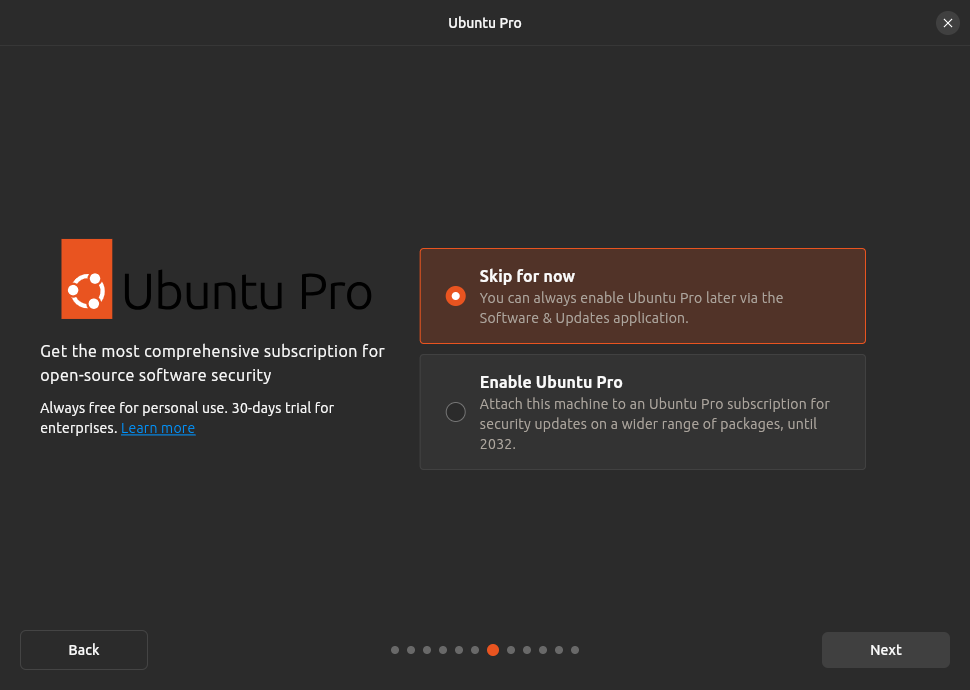 Ubuntu Pro
Ubuntu Pro
Get the most comprehensive subscription for
open-source software security
Always free for personal use. 30-days trial for
enterprises. Learn more
Skip for now
You can always enable Ubuntu Pro later via the
Software & Updates application.
Enable Ubuntu Pro
Attach this machine to an Ubuntu Pro subscription for
security updates on a wider range of packages, until
2032.
Back
Next